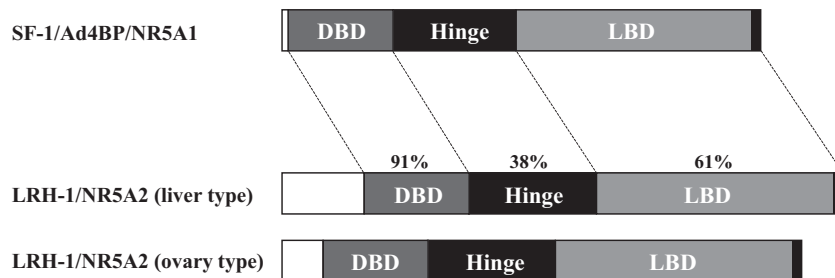 SF-1/Ad4BP/NR5A1 DBD Hinge LBD
91% 38% 61%
LRH-1/NR5A2 (liver type) DBD Hinge LBD
LRH-1/NR5A2 (ovary type) DBD Hinge LBD